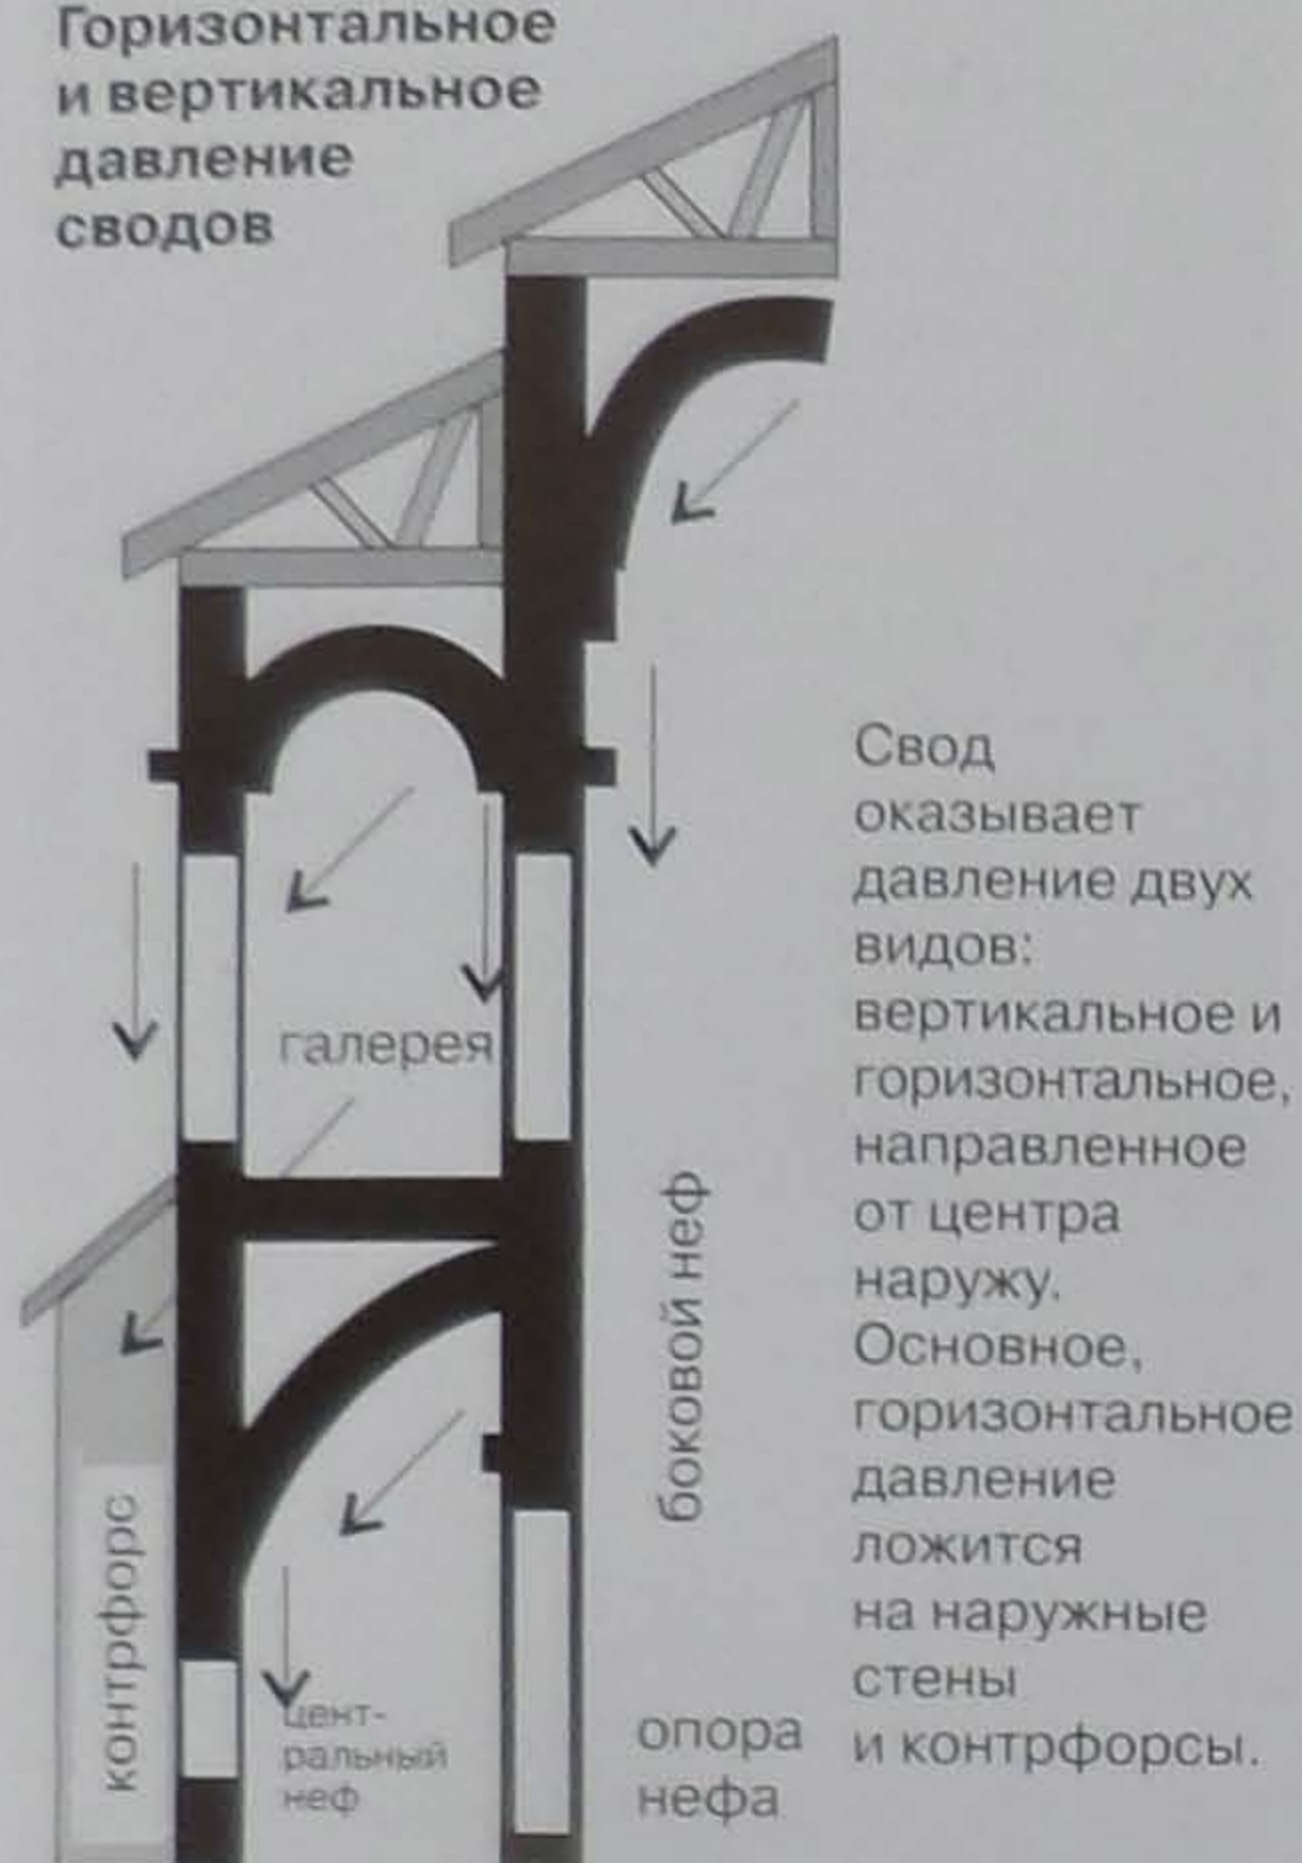 Горизонтальное
и вертикальное
давление
сводов
галерея
боковой неф
контрфорс
цент-
ральный
неф
опора
нефа
Свод
оказывает
давление двух
видов:
вертикальное и
горизонтальное,
направленное
от центра
наружу.
Основное,
горизонтальное
давление
ложится
на наружные
стены
и контрфорсы.